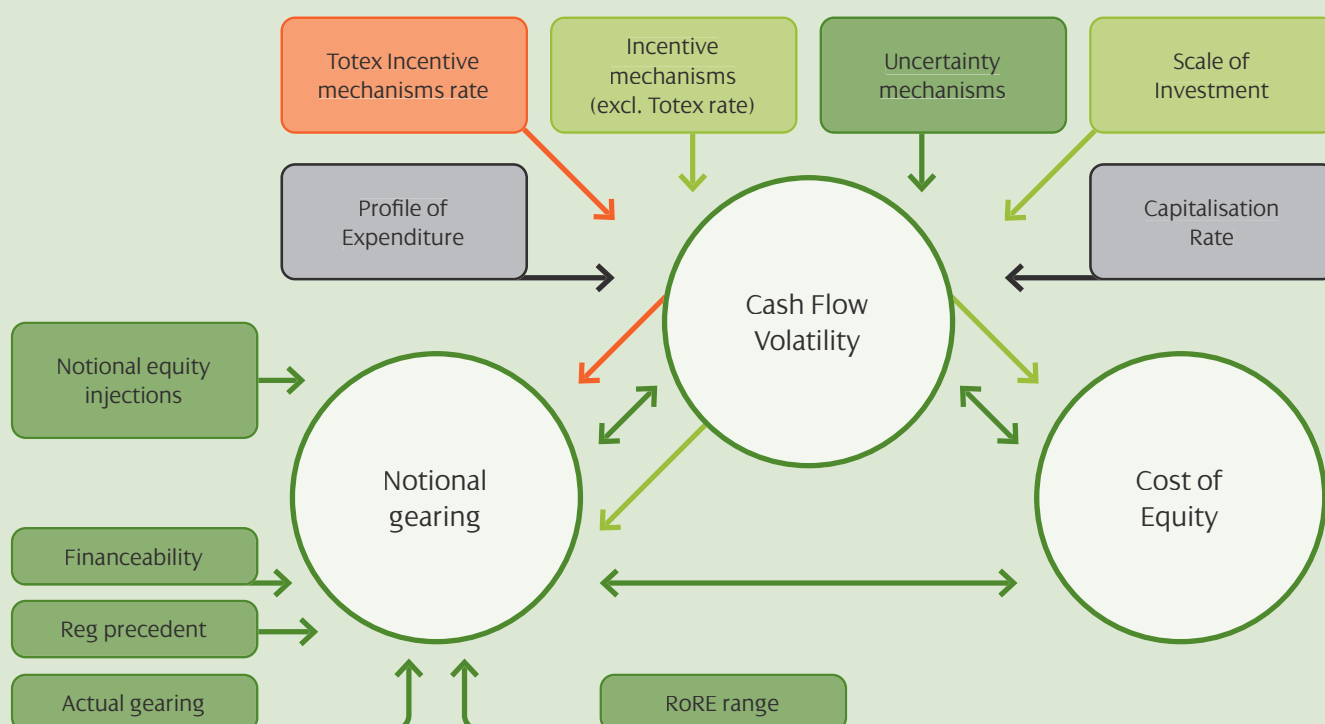 Totex Incentive
mechanisms rate
Incentive
mechanisms
(excl. Totex rate)
Uncertainty
mechanisms
Scale of
Investment
Profile of
Expenditure
Capitalisation
Rate
Cash Flow
Volatility
Notional equity
injections
Notional
gearing
Cost of
Equity
Financeability
Reg precedent
Actual gearing
RoRE range